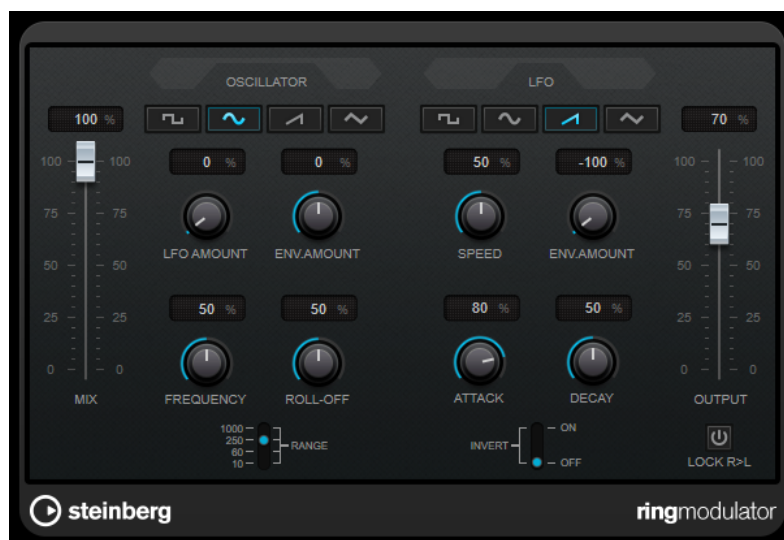 OSCILLATOR LFO
100 % 70 %
0 % 0 % 50 % -100 %
100 100 100 100
75 75 75 75
LFO AMOUNT ENV.AMOUNT SPEED ENV.AMOUNT
50 50 50 50
50 % 50 % 80 % 50 %
25 25 25 25
0 0 0 0
MIX FREQUENCY ROLL-OFF ATTACK DECAY OUTPUT
1000
250
60
10
RANGE
INVERT
ON
OFF
LOCK R>L
steinberg ringmodulator